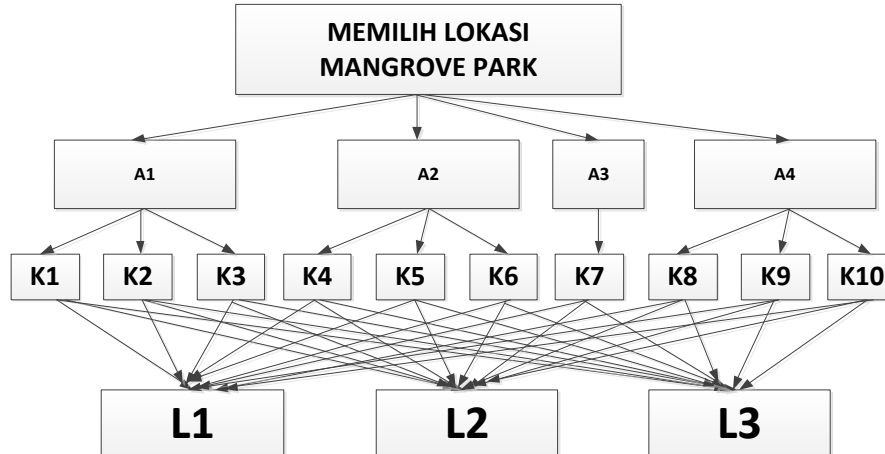 MEMILIH LOKASI
MANGROVE PARK
A1
A2
A3
A4
K1
K2
K3
K4
K5
K6
K7
K8
K9
K10
L1
L2
L3